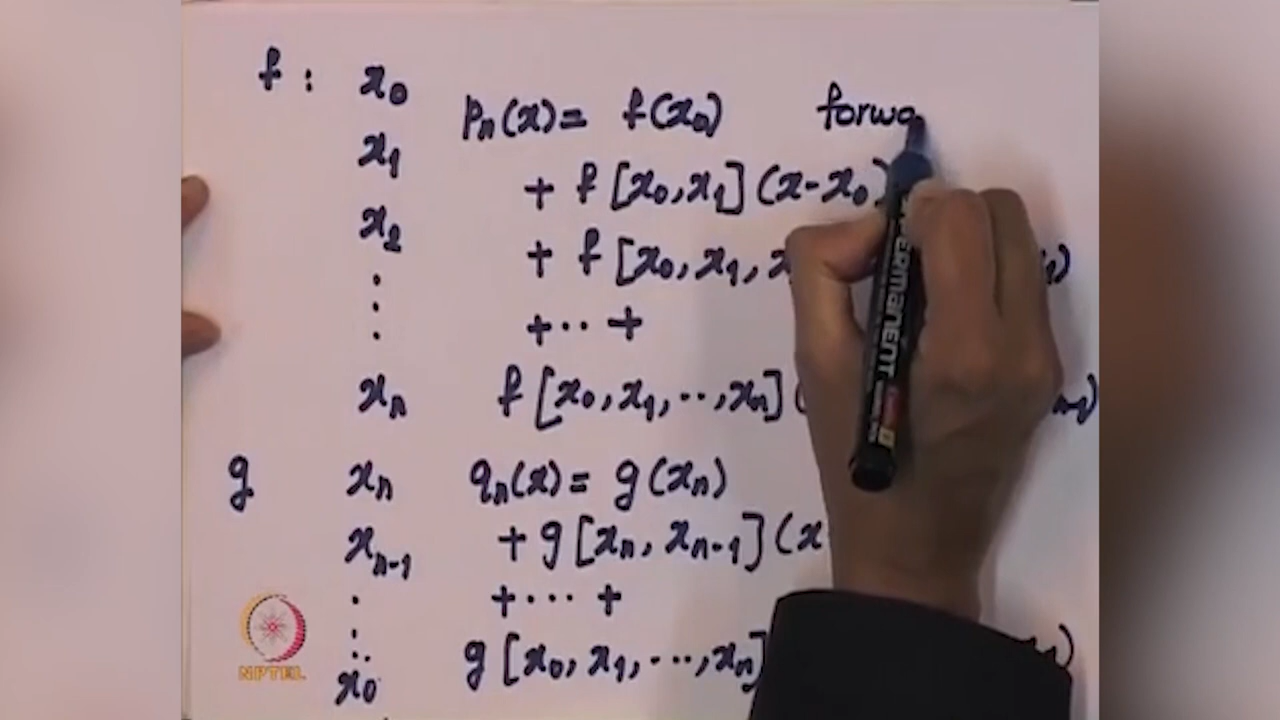 f : x₀ pₙ(x) = f(x₀) forwa
x₁ + f[x₀,x₁](x-x₀)
x₂ + f[x₀,x₁,
⋮ +⋯+
xₙ f[x₀,x₁,⋯,xₙ](
g xₙ qₙ(x) = g(xₙ)
xₙ₋₁ + g[xₙ,xₙ₋₁](x
⋮ +⋯+
x₀ g[x₀,x₁,⋯,xₙ]
NPTEL
PERMANENT